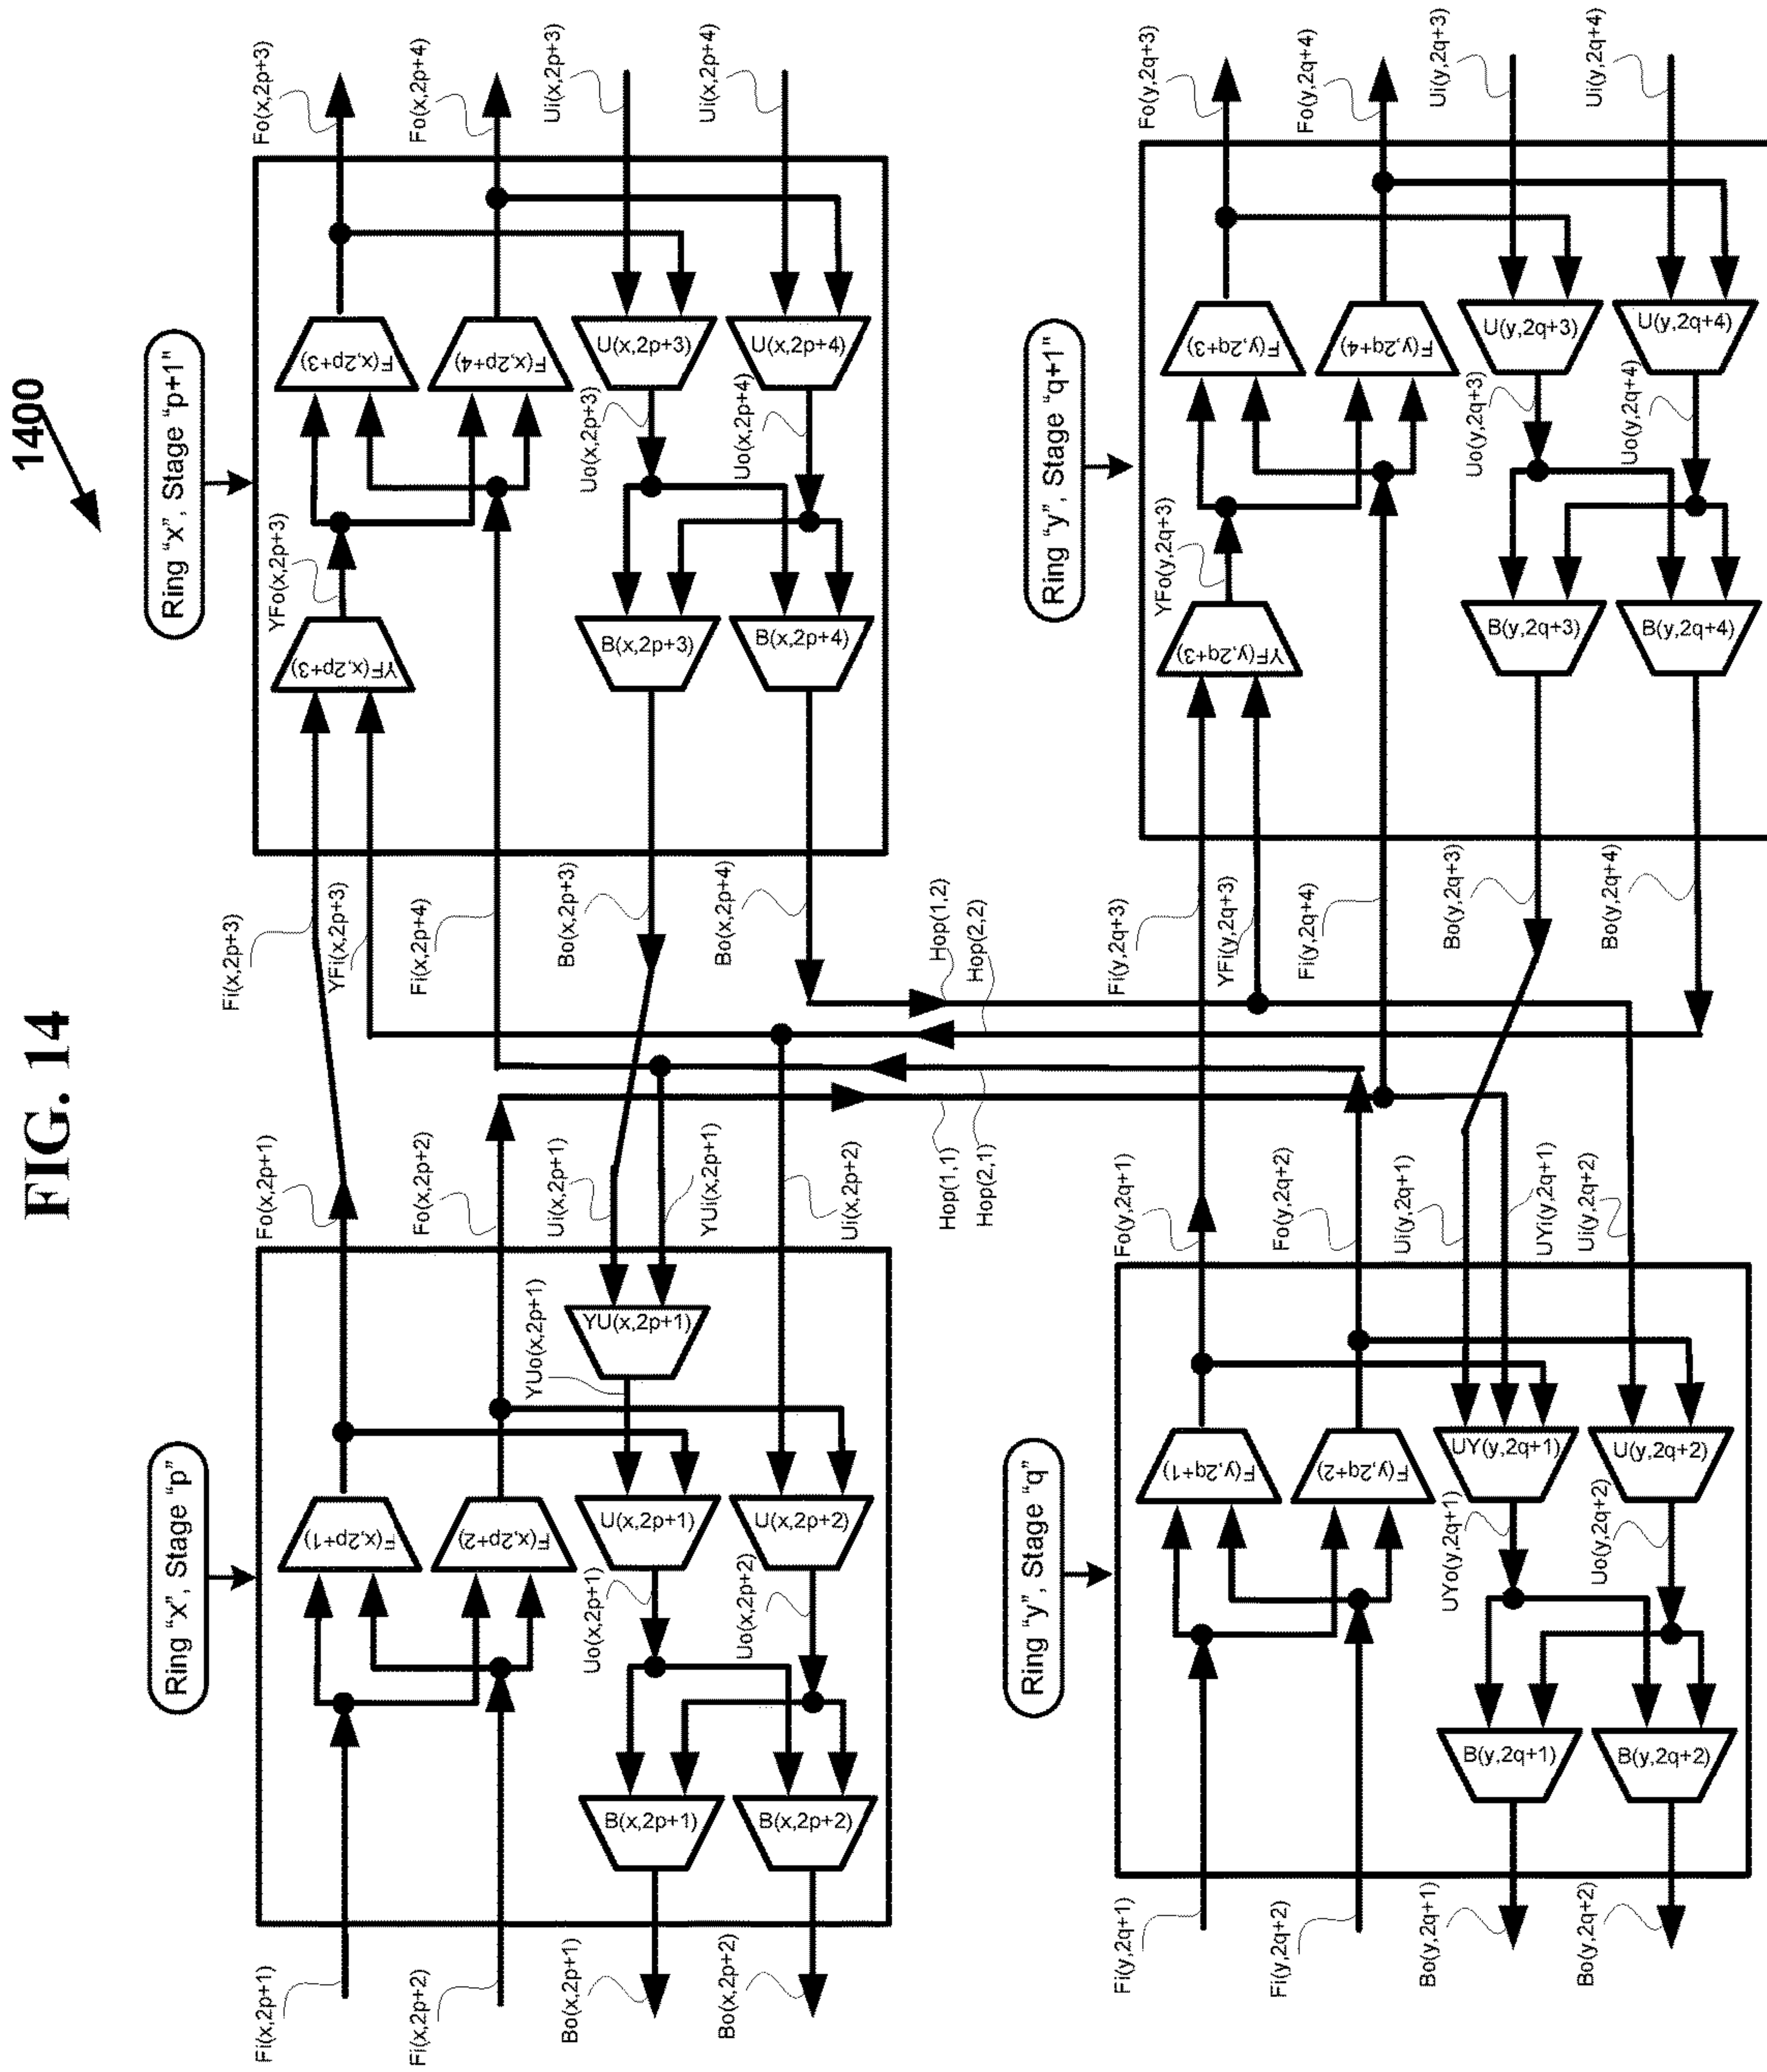 FIG. 14
1400
Ring "x", Stage "p"
Ring "x", Stage "p+1"
Ring "y", Stage "q"
Ring "y", Stage "q+1"
Fi(x,2p+1)
Fi(x,2p+2)
Bo(x,2p+1)
Bo(x,2p+2)
F(x,2p+1)
F(x,2p+2)
U(x,2p+1)
U(x,2p+2)
Uo(x,2p+1)
Uo(x,2p+2)
B(x,2p+1)
B(x,2p+2)
YU(x,2p+1)
YUo(x,2p+1)
Fo(x,2p+1)
Fo(x,2p+2)
Ui(x,2p+1)
YUi(x,2p+1)
Ui(x,2p+2)
Fi(x,2p+3)
YFi(x,2p+3)
Fi(x,2p+4)
Bo(x,2p+3)
Bo(x,2p+4)
YF(x,2p+3)
YFo(x,2p+3)
F(x,2p+3)
F(x,2p+4)
U(x,2p+3)
U(x,2p+4)
Uo(x,2p+3)
Uo(x,2p+4)
B(x,2p+3)
B(x,2p+4)
Fo(x,2p+3)
Fo(x,2p+4)
Ui(x,2p+3)
Ui(x,2p+4)
Hop(1,1)
Hop(2,1)
Hop(1,2)
Hop(2,2)
Fi(y,2q+1)
Fi(y,2q+2)
Bo(y,2q+1)
Bo(y,2q+2)
F(y,2q+1)
F(y,2q+2)
UY(y,2q+1)
U(y,2q+2)
UYo(y,2q+1)
Uo(y,2q+2)
B(y,2q+1)
B(y,2q+2)
Fo(y,2q+1)
Fo(y,2q+2)
Ui(y,2q+1)
UYi(y,2q+1)
Ui(y,2q+2)
Fi(y,2q+3)
YFi(y,2q+3)
Fi(y,2q+4)
Bo(y,2q+3)
Bo(y,2q+4)
YF(y,2q+3)
YFo(y,2q+3)
F(y,2q+3)
F(y,2q+4)
U(y,2q+3)
U(y,2q+4)
Uo(y,2q+3)
Uo(y,2q+4)
B(y,2q+3)
B(y,2q+4)
Fo(y,2q+3)
Fo(y,2q+4)
Ui(y,2q+3)
Ui(y,2q+4)